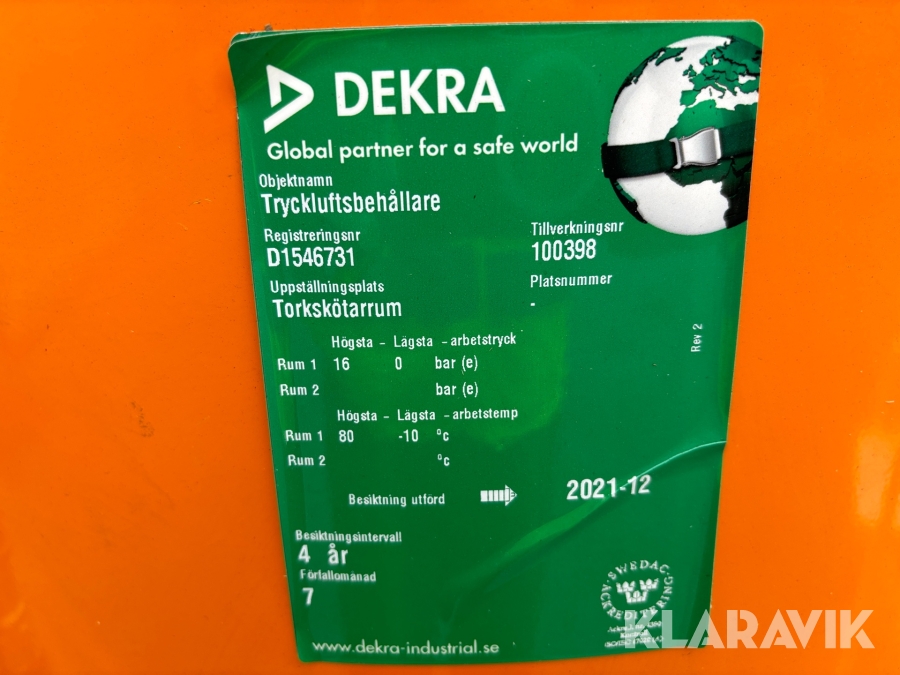 DEKRA
Global partner for a safe world
Objektnamn
Tryckluftsbehållare
Registreringsnr Tillverkningsnr
D1546731 100398
Uppställningsplats Platsnummer
Torkskötarrum -
Högsta - Lägsta - arbetstryck
Rum 1 16 0 bar (e)
Rum 2 bar (e)
Rev 2
Högsta - Lägsta - arbetstemp
Rum 1 80 -10 °c
Rum 2 °c
Besiktning utförd 2021-12
Besiktningsintervall
4 år
Förfallomånad
7
SWEDAC
ACKREDITERING
KLARAVIK
www.dekra-industrial.se